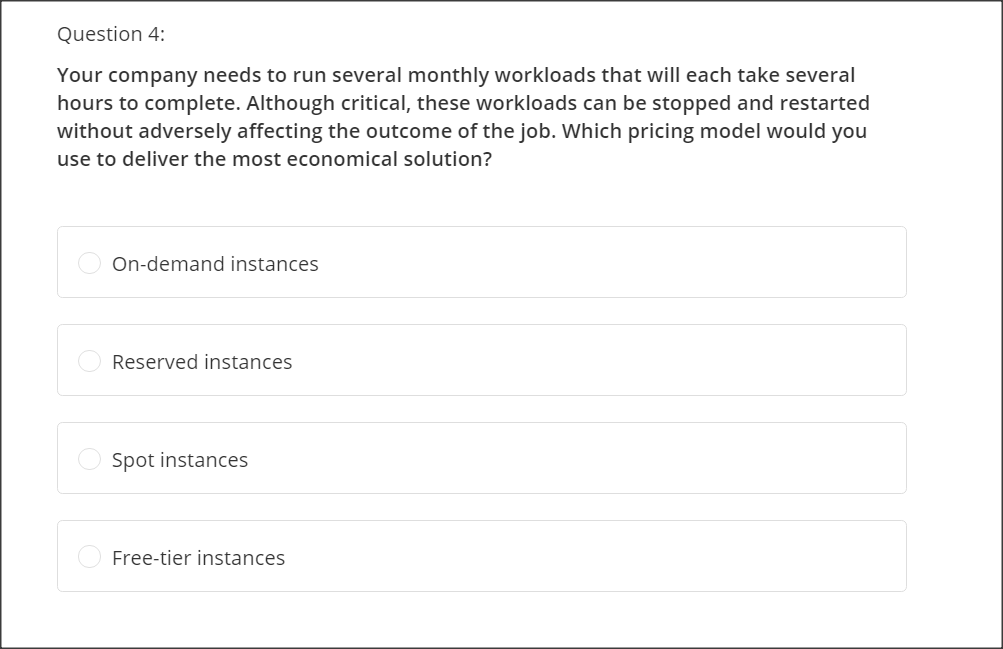 Question 4:
Your company needs to run several monthly workloads that will each take several
hours to complete. Although critical, these workloads can be stopped and restarted
without adversely affecting the outcome of the job. Which pricing model would you
use to deliver the most economical solution?
On-demand instances
Reserved instances
Spot instances
Free-tier instances